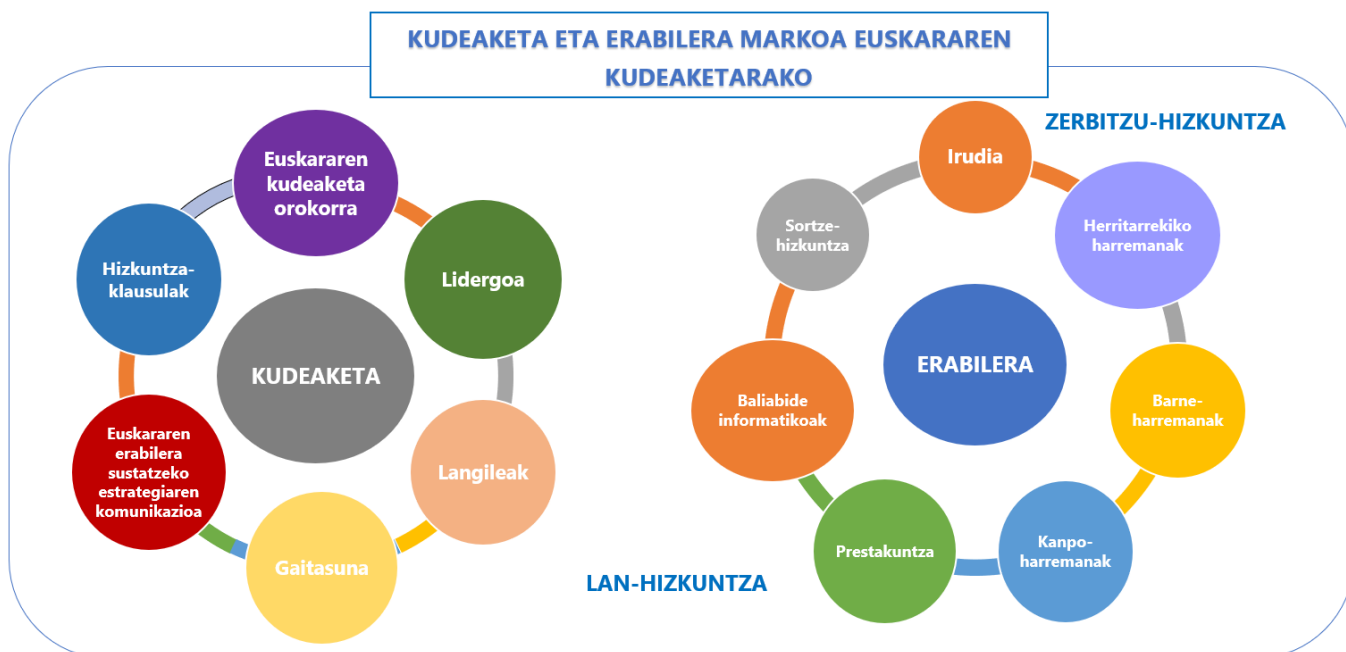 KUDEAKETA ETA ERABILERA MARKOA EUSKARAREN
KUDEAKETARAKO
Euskararen
kudeaketa
orokorra
Lidergoa
Langileak
Gaitasuna
Euskararen
erabilera
sustatzeko
estrategiaren
komunikazioa
Hizkuntza-
klausulak
KUDEAKETA
ZERBITZU-HIZKUNTZA
Irudia
Herritarrekiko
harremanak
Barne-
harremanak
Kanpo-
harremanak
Prestakuntza
Baliabide
informatikoak
Sortze-
hizkuntza
ERABILERA
LAN-HIZKUNTZA